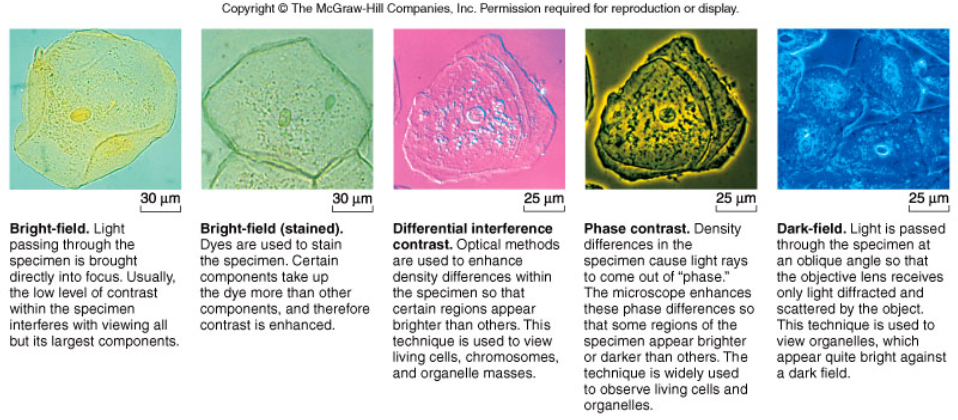 Copyright © The McGraw-Hill Companies, Inc. Permission required for reproduction or display.
30 µm
30 µm
25 µm
25 µm
25 µm
Bright-field. Light
passing through the
specimen is brought
directly into focus. Usually,
the low level of contrast
within the specimen
interferes with viewing all
but its largest components.
Bright-field (stained).
Dyes are used to stain
the specimen. Certain
components take up
the dye more than other
components, and therefore
contrast is enhanced.
Differential interference
contrast. Optical methods
are used to enhance
density differences within
the specimen so that
certain regions appear
brighter than others. This
technique is used to view
living cells, chromosomes,
and organelle masses.
Phase contrast. Density
differences in the
specimen cause light rays
to come out of “phase.”
The microscope enhances
these phase differences so
that some regions of the
specimen appear brighter
or darker than others. The
technique is widely used
to observe living cells and
organelles.
Dark-field. Light is passed
through the specimen at
an oblique angle so that
the objective lens receives
only light diffracted and
scattered by the object.
This technique is used to
view organelles, which
appear quite bright against
a dark field.